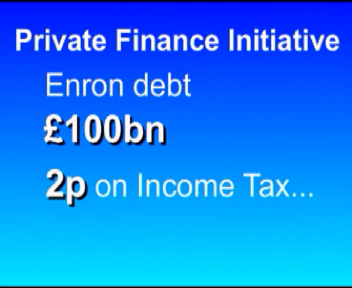 Private Finance Initiative
Enron debt
£100bn
2p on Income Tax...